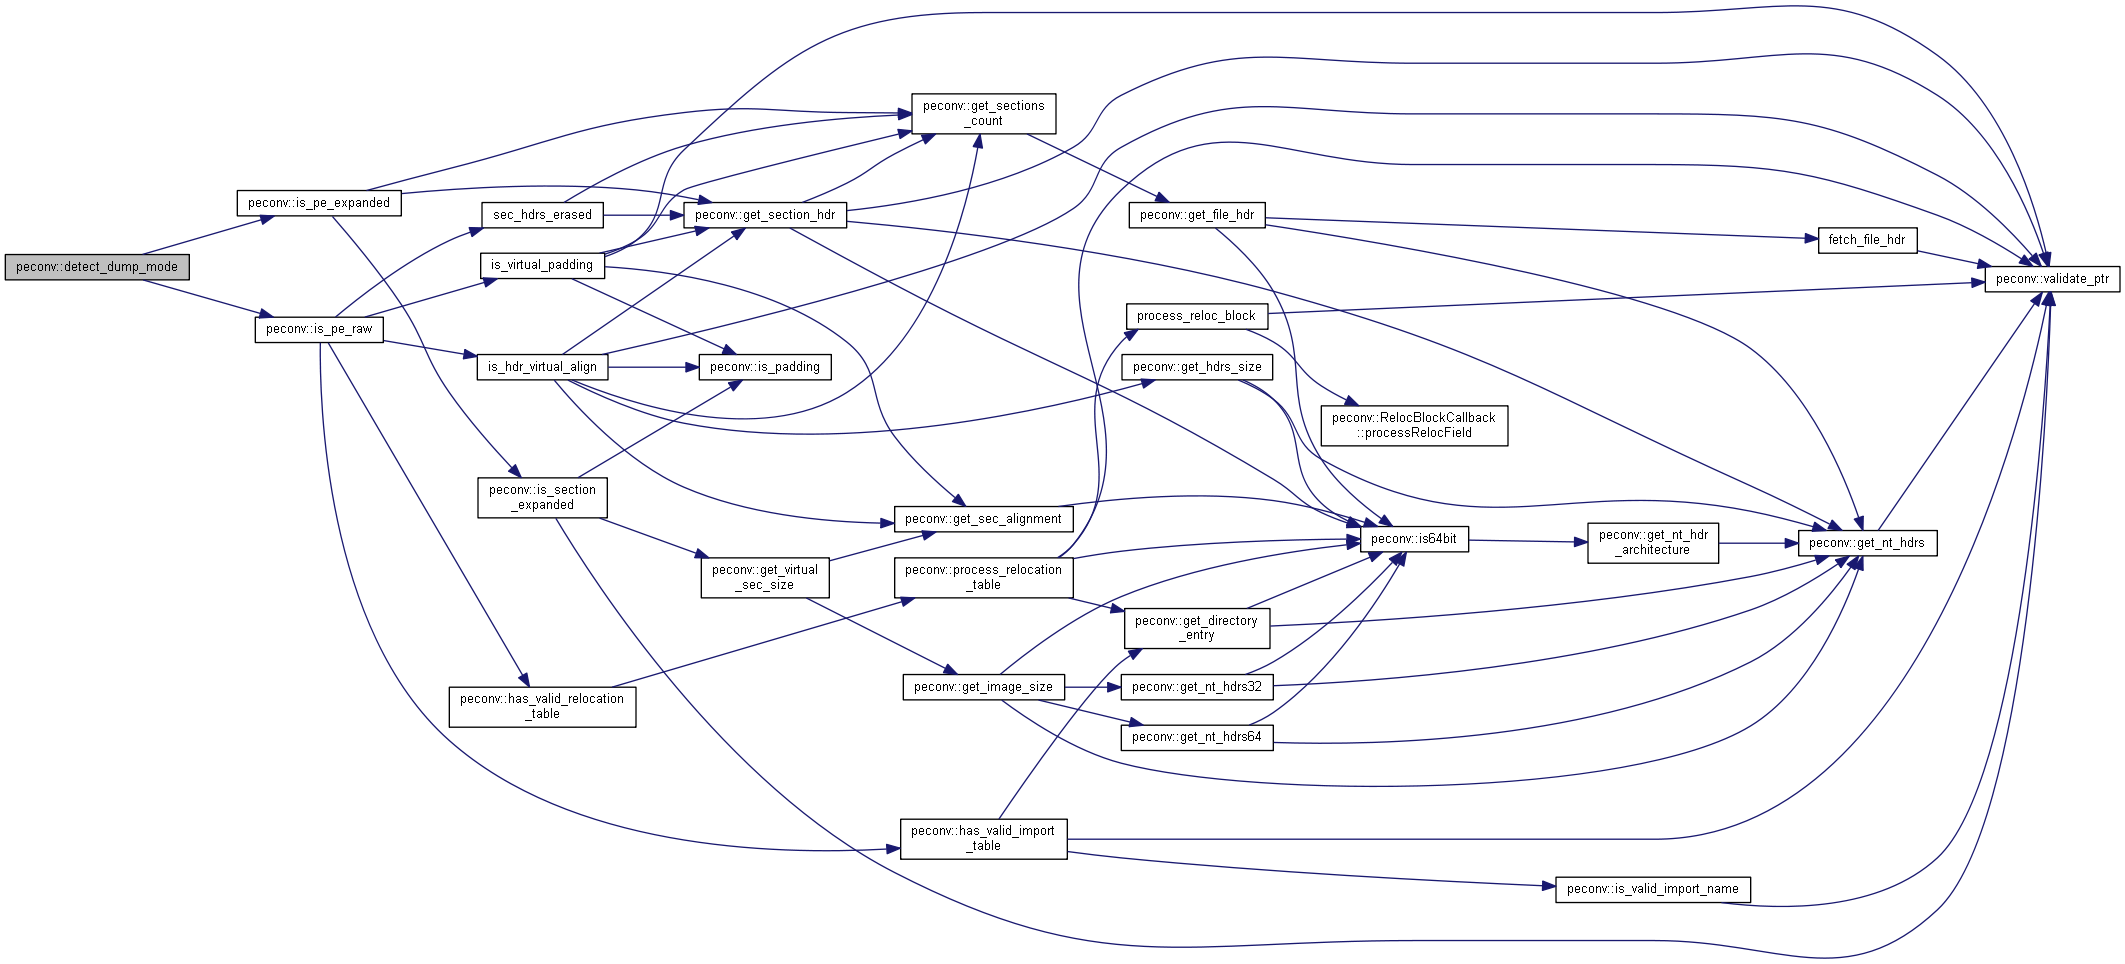 peconv::detect_dump_mode
peconv::is_pe_expanded
peconv::is_pe_raw
sec_hdrs_erased
is_virtual_padding
is_hdr_virtual_align
peconv::is_section
_expanded
peconv::has_valid_relocation
_table
peconv::get_section_hdr
peconv::is_padding
peconv::get_virtual
_sec_size
peconv::get_sections
_count
peconv::get_sec_alignment
peconv::process_relocation
_table
peconv::get_image_size
peconv::has_valid_import
_table
peconv::get_file_hdr
process_reloc_block
peconv::get_hdrs_size
peconv::get_directory
_entry
peconv::get_nt_hdrs32
peconv::get_nt_hdrs64
peconv::RelocBlockCallback
::processRelocField
peconv::is64bit
peconv::get_nt_hdr
_architecture
peconv::is_valid_import_name
fetch_file_hdr
peconv::get_nt_hdrs
peconv::validate_ptr